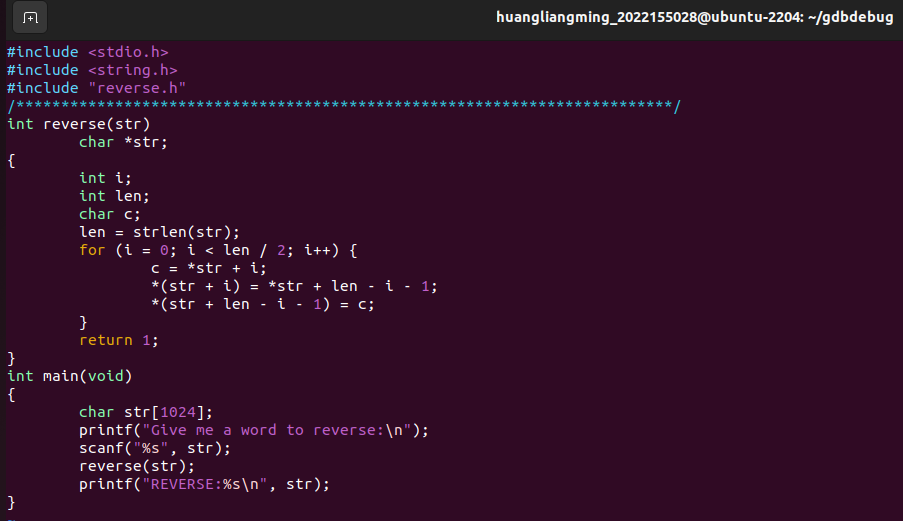 huangliangming_2022155028@ubuntu-2204: ~/gdbdebug
#include <stdio.h>
#include <string.h>
#include "reverse.h"
/*************************************************************************/
int reverse(str)
        char *str;
{
        int i;
        int len;
        char c;
        len = strlen(str);
        for (i = 0; i < len / 2; i++) {
                c = *str + i;
                *(str + i) = *str + len - i - 1;
                *(str + len - i - 1) = c;
        }
        return 1;
}
int main(void)
{
        char str[1024];
        printf("Give me a word to reverse:\n");
        scanf("%s", str);
        reverse(str);
        printf("REVERSE:%s\n", str);
}
~